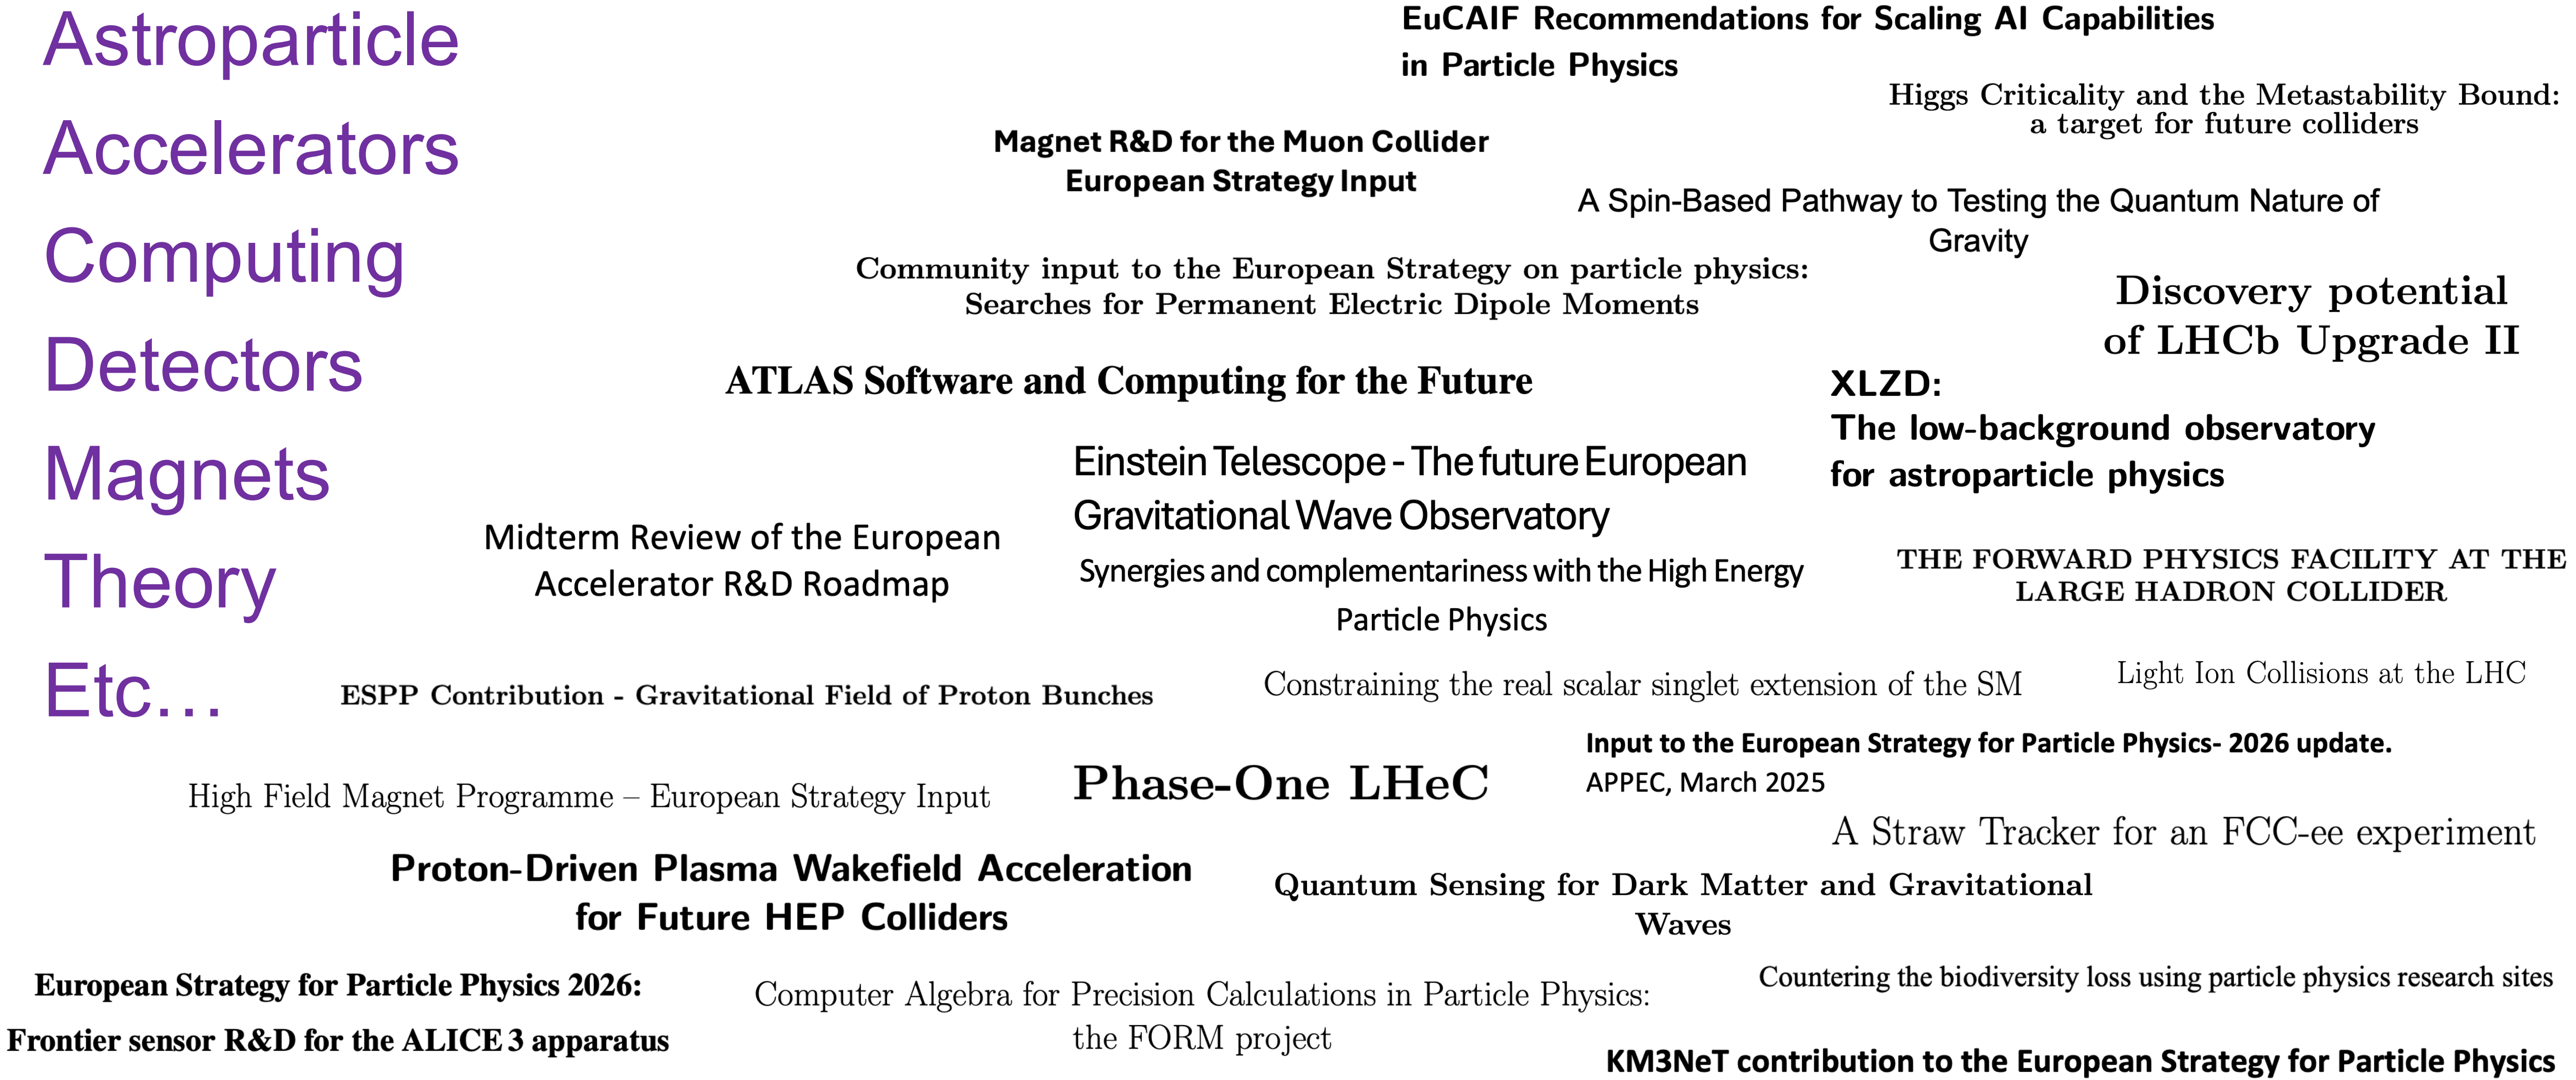 Astroparticle
Accelerators
Computing
Detectors
Magnets
Theory
Etc...
EuCAIF Recommendations for Scaling AI Capabilities
in Particle Physics
Higgs Criticality and the Metastability Bound:
a target for future colliders
Magnet R&D for the Muon Collider
European Strategy Input
A Spin-Based Pathway to Testing the Quantum Nature of
Gravity
Community input to the European Strategy on particle physics:
Searches for Permanent Electric Dipole Moments
Discovery potential
of LHCb Upgrade II
ATLAS Software and Computing for the Future
XLZD:
The low-background observatory
for astroparticle physics
Einstein Telescope - The future European
Gravitational Wave Observatory
Synergies and complementariness with the High Energy
Particle Physics
Midterm Review of the European
Accelerator R&D Roadmap
THE FORWARD PHYSICS FACILITY AT THE
LARGE HADRON COLLIDER
ESPP Contribution - Gravitational Field of Proton Bunches
Constraining the real scalar singlet extension of the SM
Light Ion Collisions at the LHC
Input to the European Strategy for Particle Physics- 2026 update.
APPEC, March 2025
High Field Magnet Programme – European Strategy Input
Phase-One LHeC
A Straw Tracker for an FCC-ee experiment
Proton-Driven Plasma Wakefield Acceleration
for Future HEP Colliders
Quantum Sensing for Dark Matter and Gravitational
Waves
European Strategy for Particle Physics 2026:
Frontier sensor R&D for the ALICE 3 apparatus
Computer Algebra for Precision Calculations in Particle Physics:
the FORM project
Countering the biodiversity loss using particle physics research sites
KM3NeT contribution to the European Strategy for Particle Physics